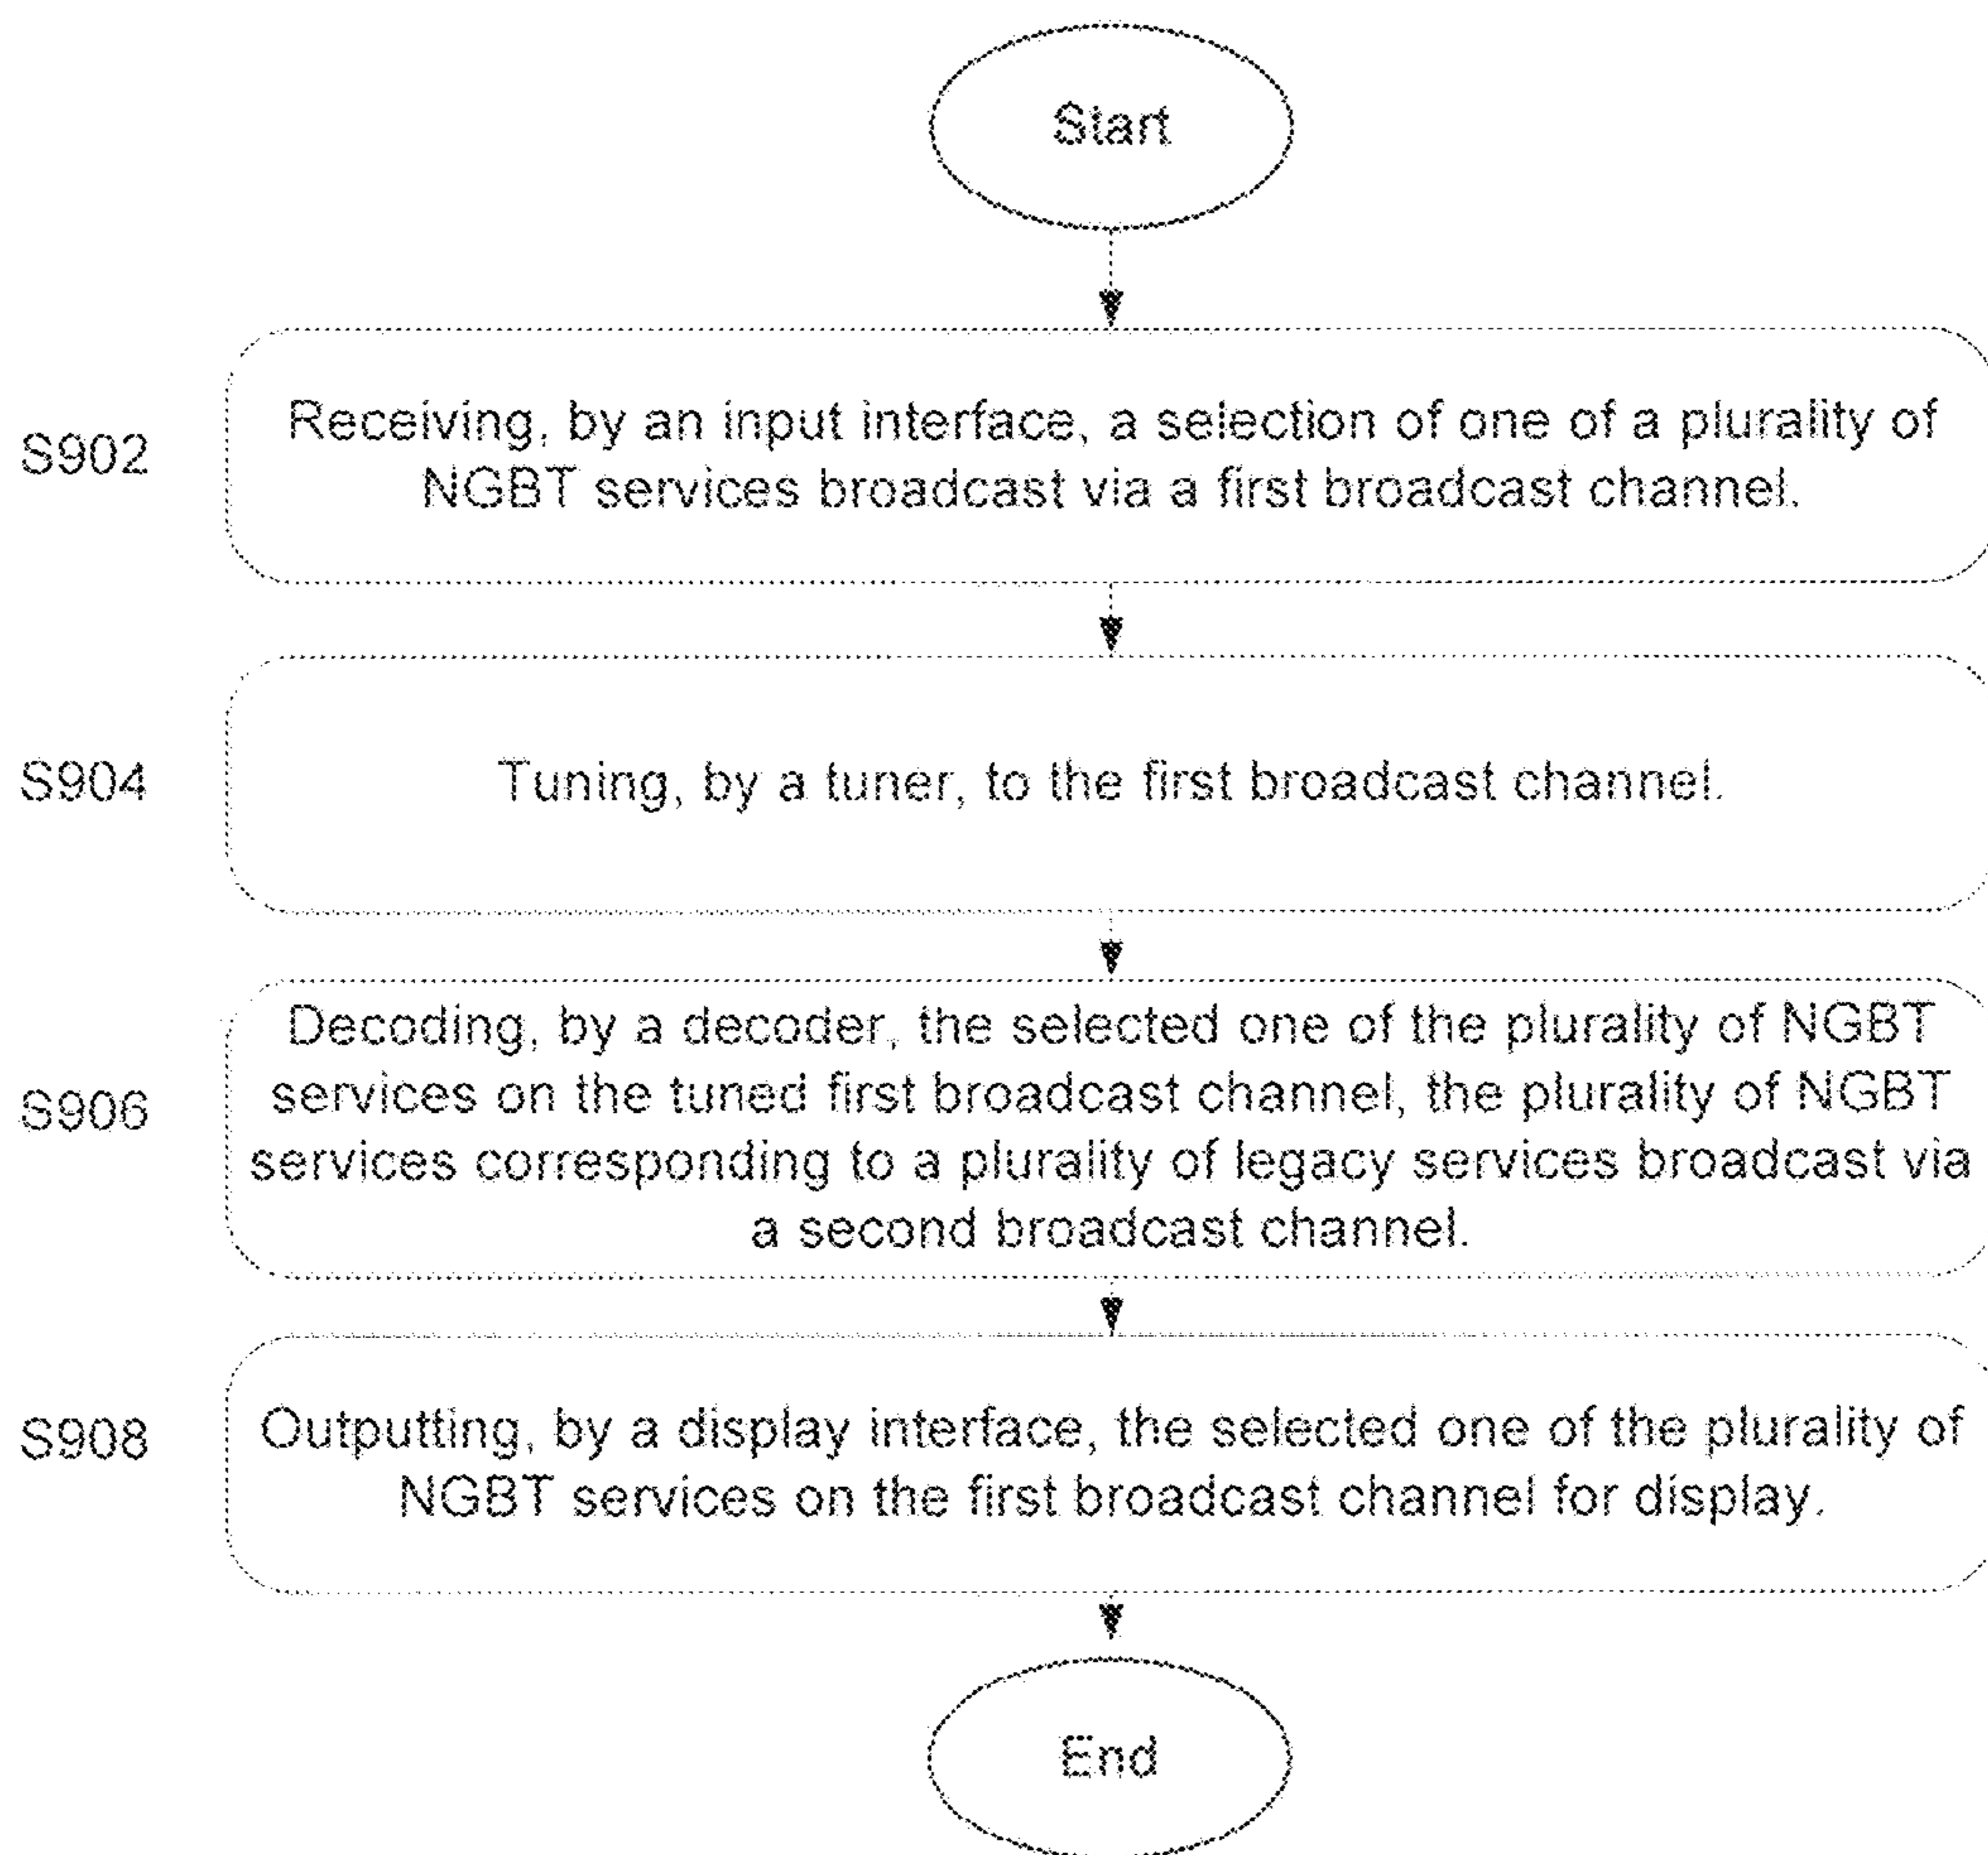 Start
S902
Receiving, by an input interface, a selection of one of a plurality of
NGBT services broadcast via a first broadcast channel.
S904
Tuning, by a tuner, to the first broadcast channel.
S906
Decoding, by a decoder, the selected one of the plurality of NGBT
services on the tuned first broadcast channel, the plurality of NGBT
services corresponding to a plurality of legacy services broadcast via
a second broadcast channel.
S908
Outputting, by a display interface, the selected one of the plurality of
NGBT services on the first broadcast channel for display.
End